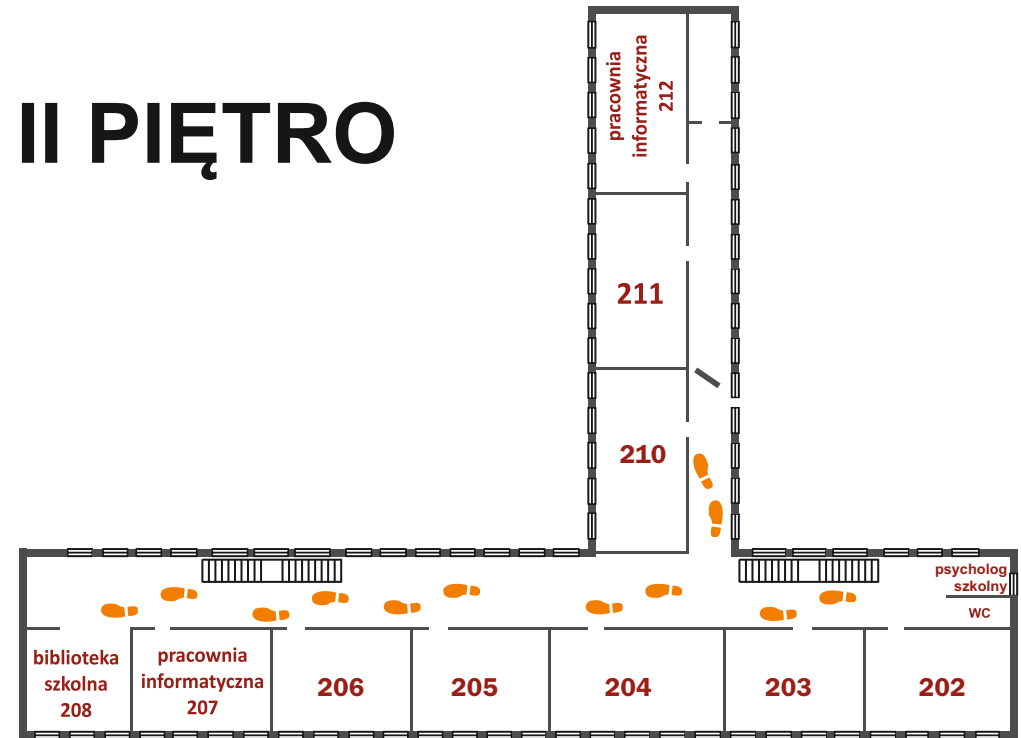 II PIĘTRO
pracownia
informatyczna
212
211
210
psycholog
szkolny
WC
biblioteka
szkolna
208
pracownia
informatyczna
207
206
205
204
203
202